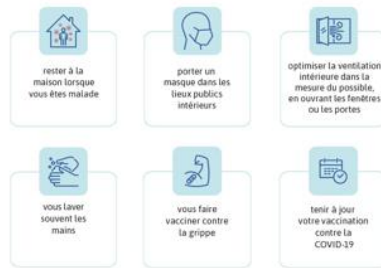 rester à la
maison lorsque
vous êtes malade
porter un
masque dans les
lieux publics
intérieurs
optimiser la ventilation
intérieure dans la
mesure du possible,
en ouvrant les fenêtres
ou les portes
vous laver
souvent les
mains
vous faire
vacciner contre
la grippe
tenir à jour
votre vaccination
contre la
COVID-19